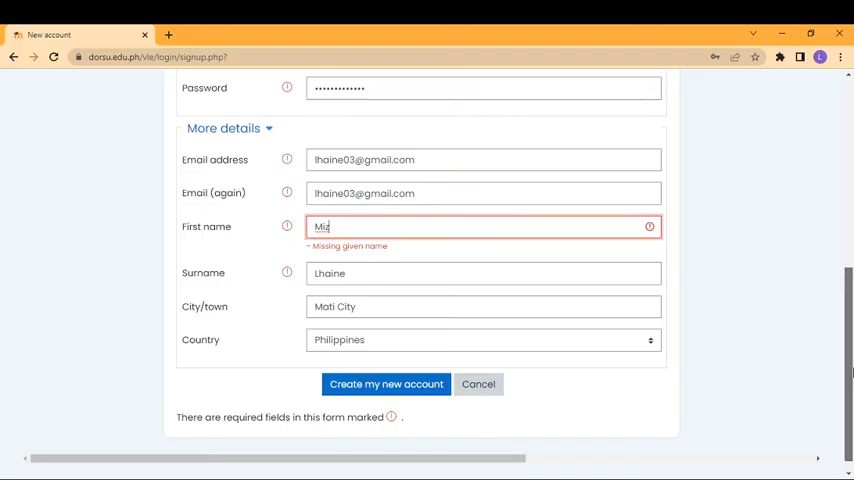 New account
dorsu.edu.ph/vle/login/signup.php?
L
Password
••••••••••••••
More details
Email address
lhaine03@gmail.com
Email (again)
lhaine03@gmail.com
First name
Miz
- Missing given name
Surname
Lhaine
City/town
Mati City
Country
Philippines
Create my new account
Cancel
There are required fields in this form marked .